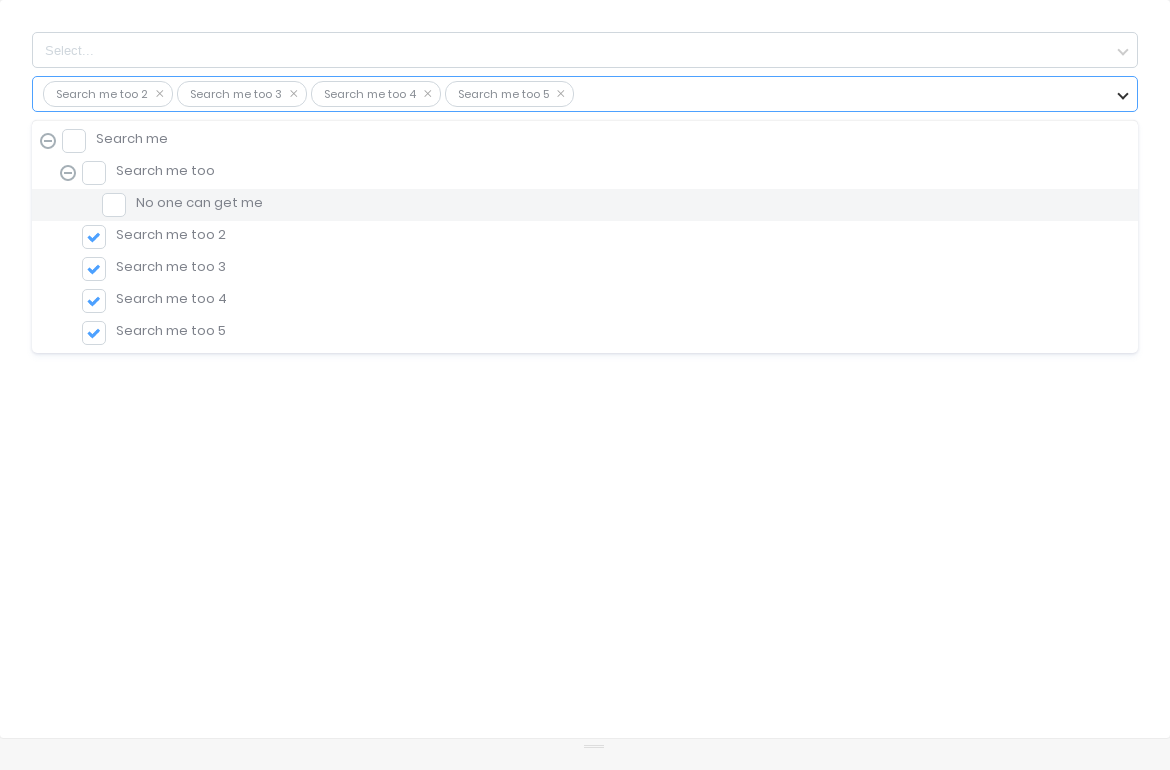 Select...
Search me too 2 × Search me too 3 × Search me too 4 × Search me too 5 ×
Search me
Search me too
No one can get me
Search me too 2
Search me too 3
Search me too 4
Search me too 5